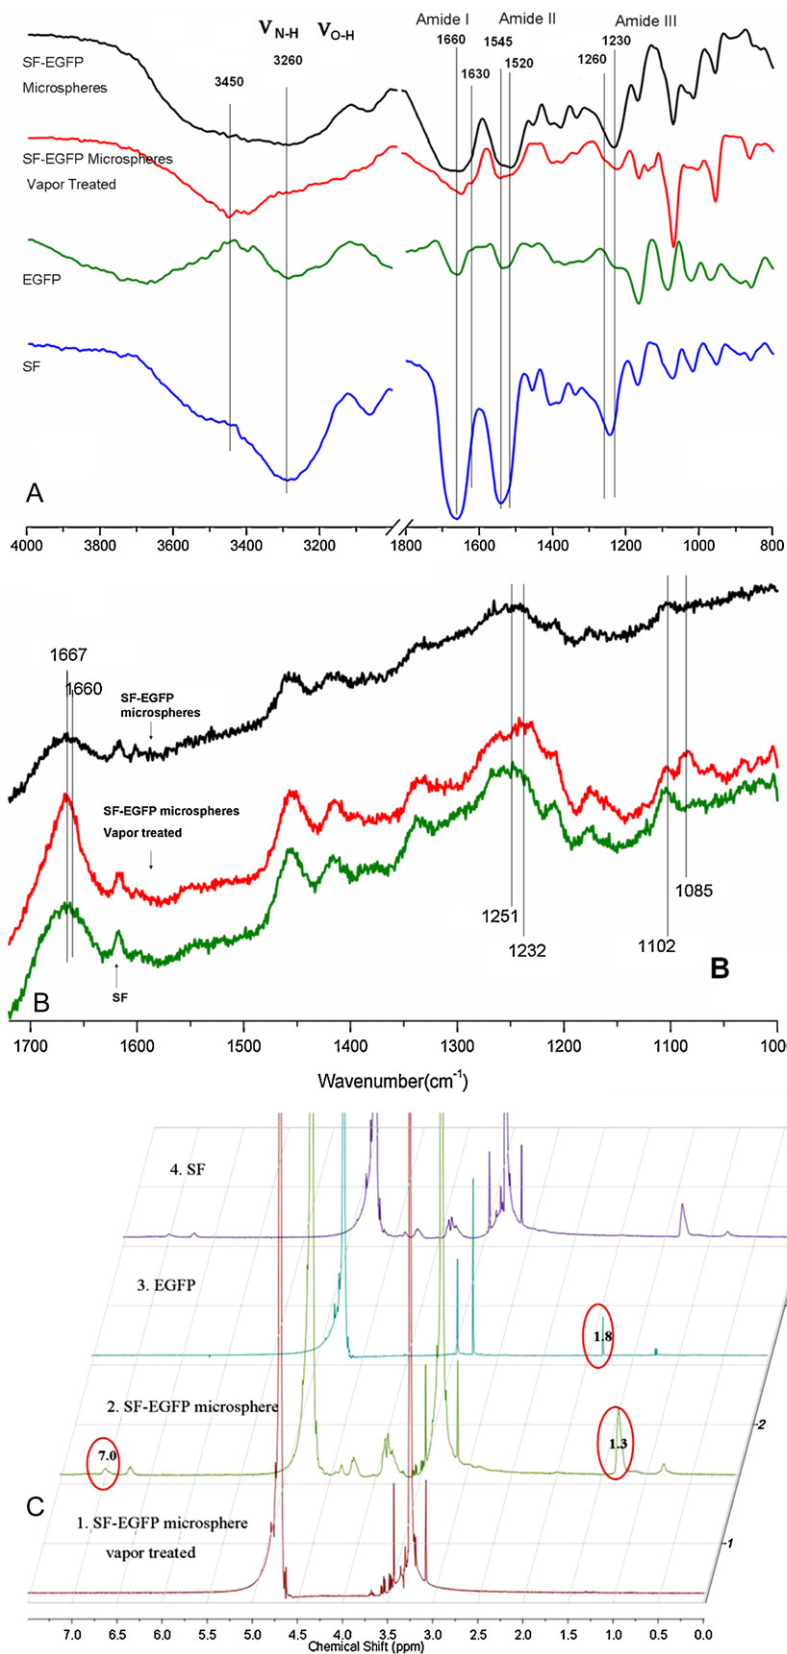 νN-H νO-H
Amide I Amide II Amide III
3450 3260 1660 1630 1545 1520 1260 1230
SF-EGFP
Microspheres
SF-EGFP Microspheres
Vapor Treated
EGFP
SF
A
4000 3800 3600 3400 3200 1800 1600 1400 1200 1000 800
1667
1660
SF-EGFP
microspheres
SF-EGFP microspheres
Vapor treated
SF
1251
1232
1102
1085
B
B
1700 1600 1500 1400 1300 1200 1100 1000
Wavenumber(cm-1)
4. SF
3. EGFP
1.8
2. SF-EGFP microsphere
7.0
1.3
2
C
1. SF-EGFP microsphere
vapor treated
1
7.0 6.5 6.0 5.5 5.0 4.5 4.0 3.5 3.0 2.5 2.0 1.5 1.0 0.5 0.0
Chemical Shift (ppm)